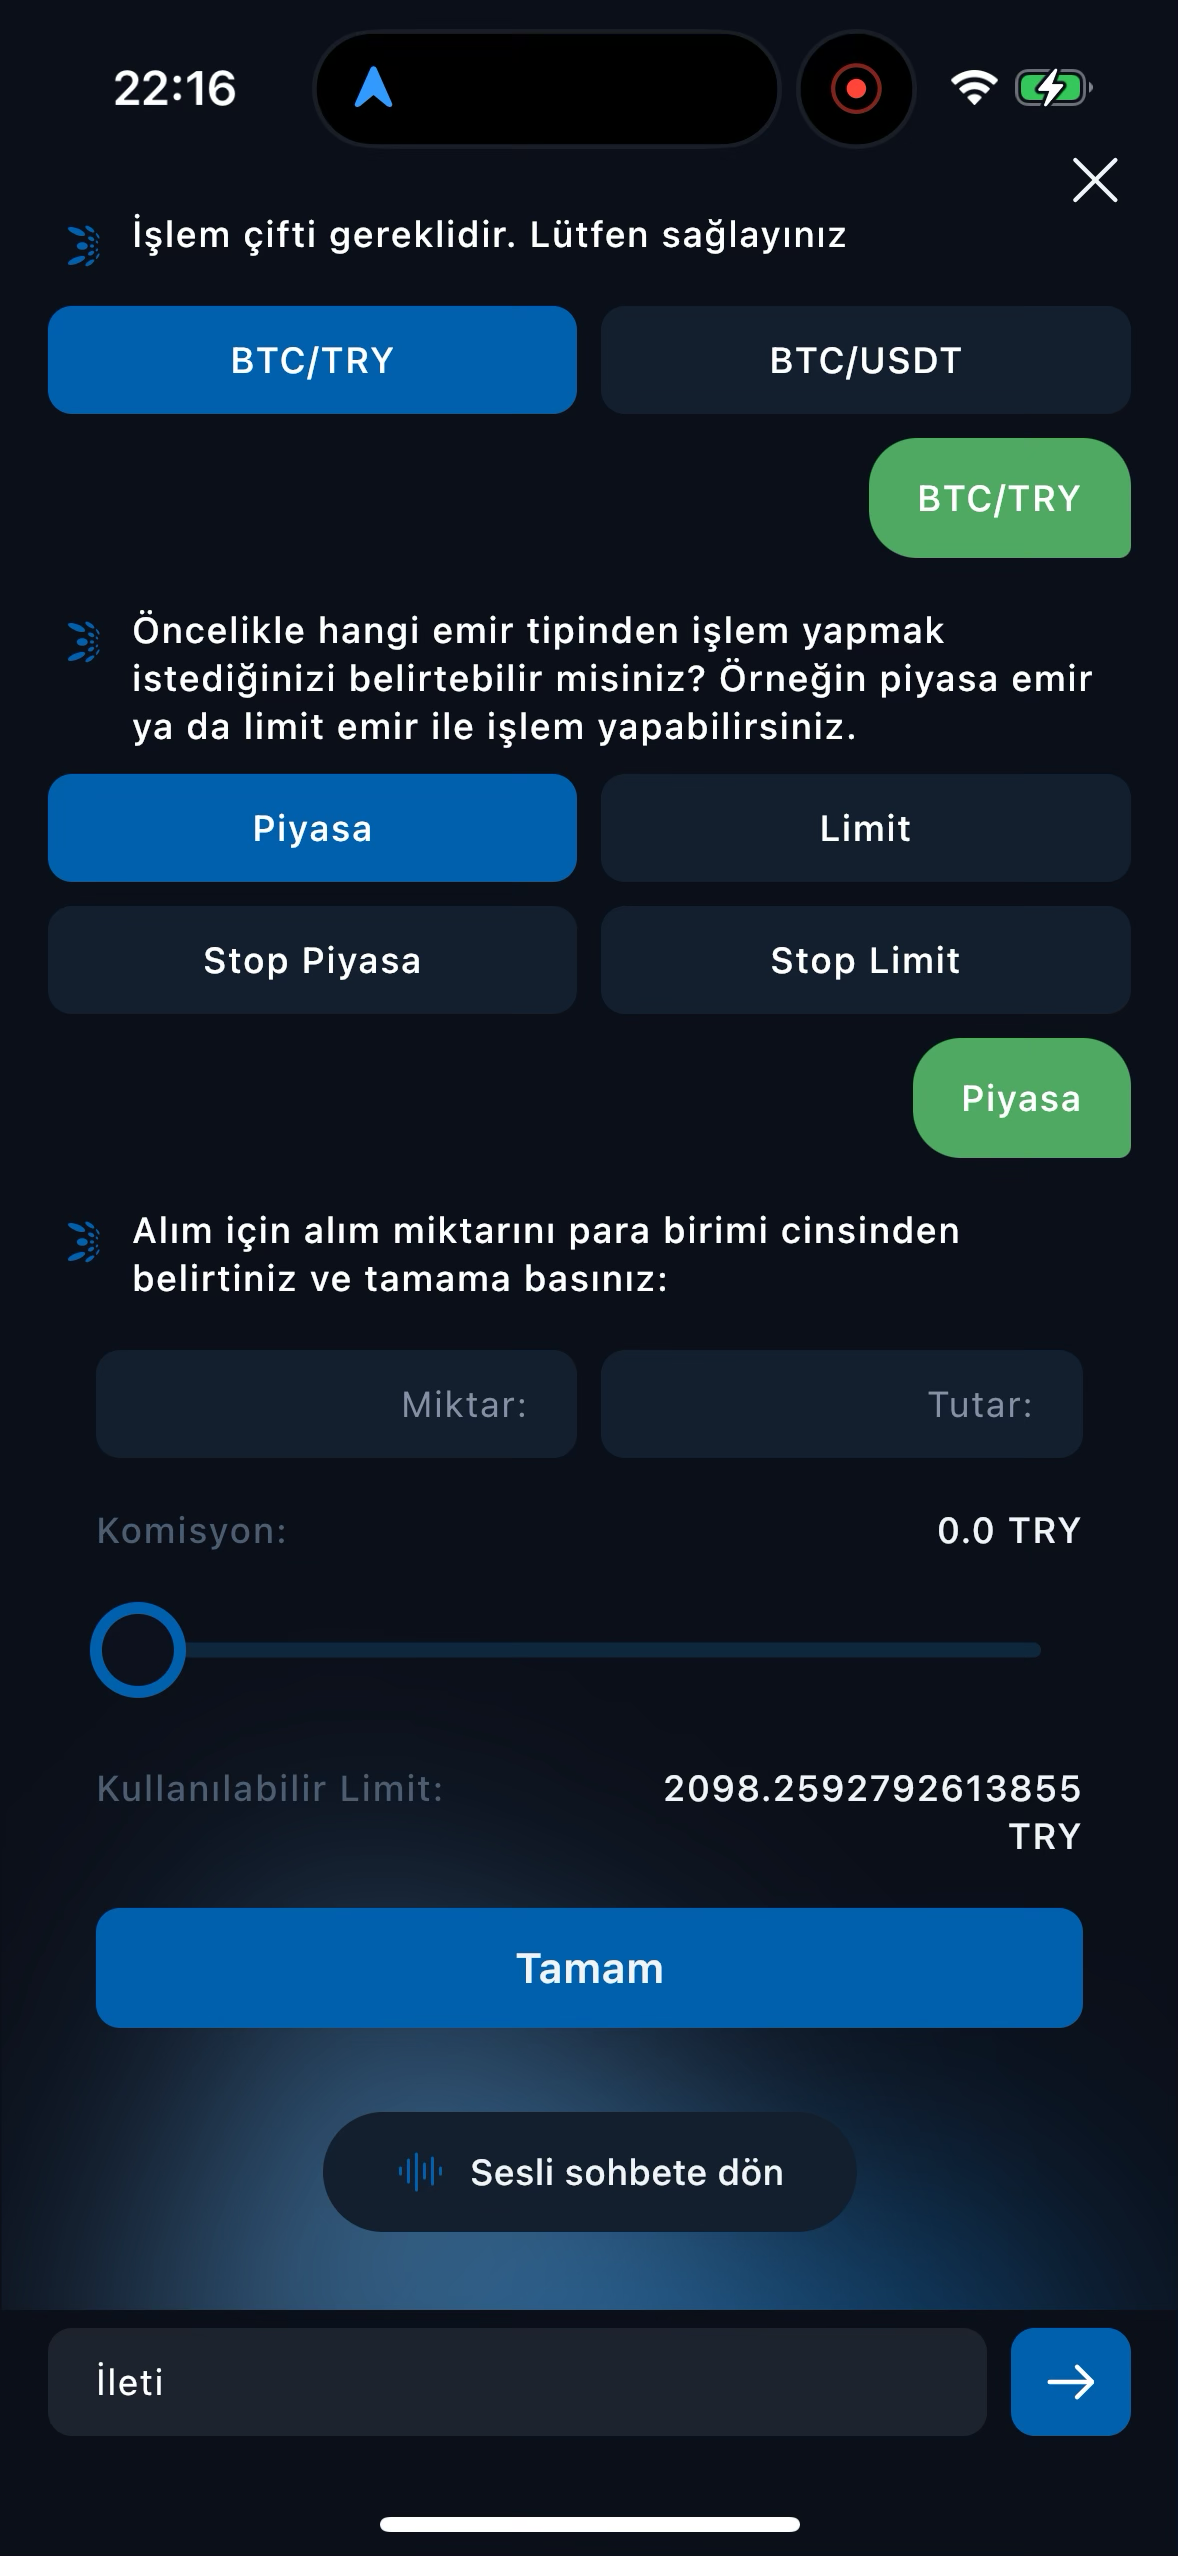 22:16
İşlem çifti gereklidir. Lütfen sağlayınız
BTC/TRY
BTC/USDT
BTC/TRY
Öncelikle hangi emir tipinden işlem yapmak
istediğinizi belirtebilir misiniz? Örneğin piyasa emir
ya da limit emir ile işlem yapabilirsiniz.
Piyasa
Limit
Stop Piyasa
Stop Limit
Piyasa
Alım için alım miktarını para birimi cinsinden
belirtiniz ve tamama basınız:
Miktar:
Tutar:
Komisyon:
0.0 TRY
Kullanılabilir Limit:
2098.2592792613855
TRY
Tamam
Sesli sohbete dön
İleti